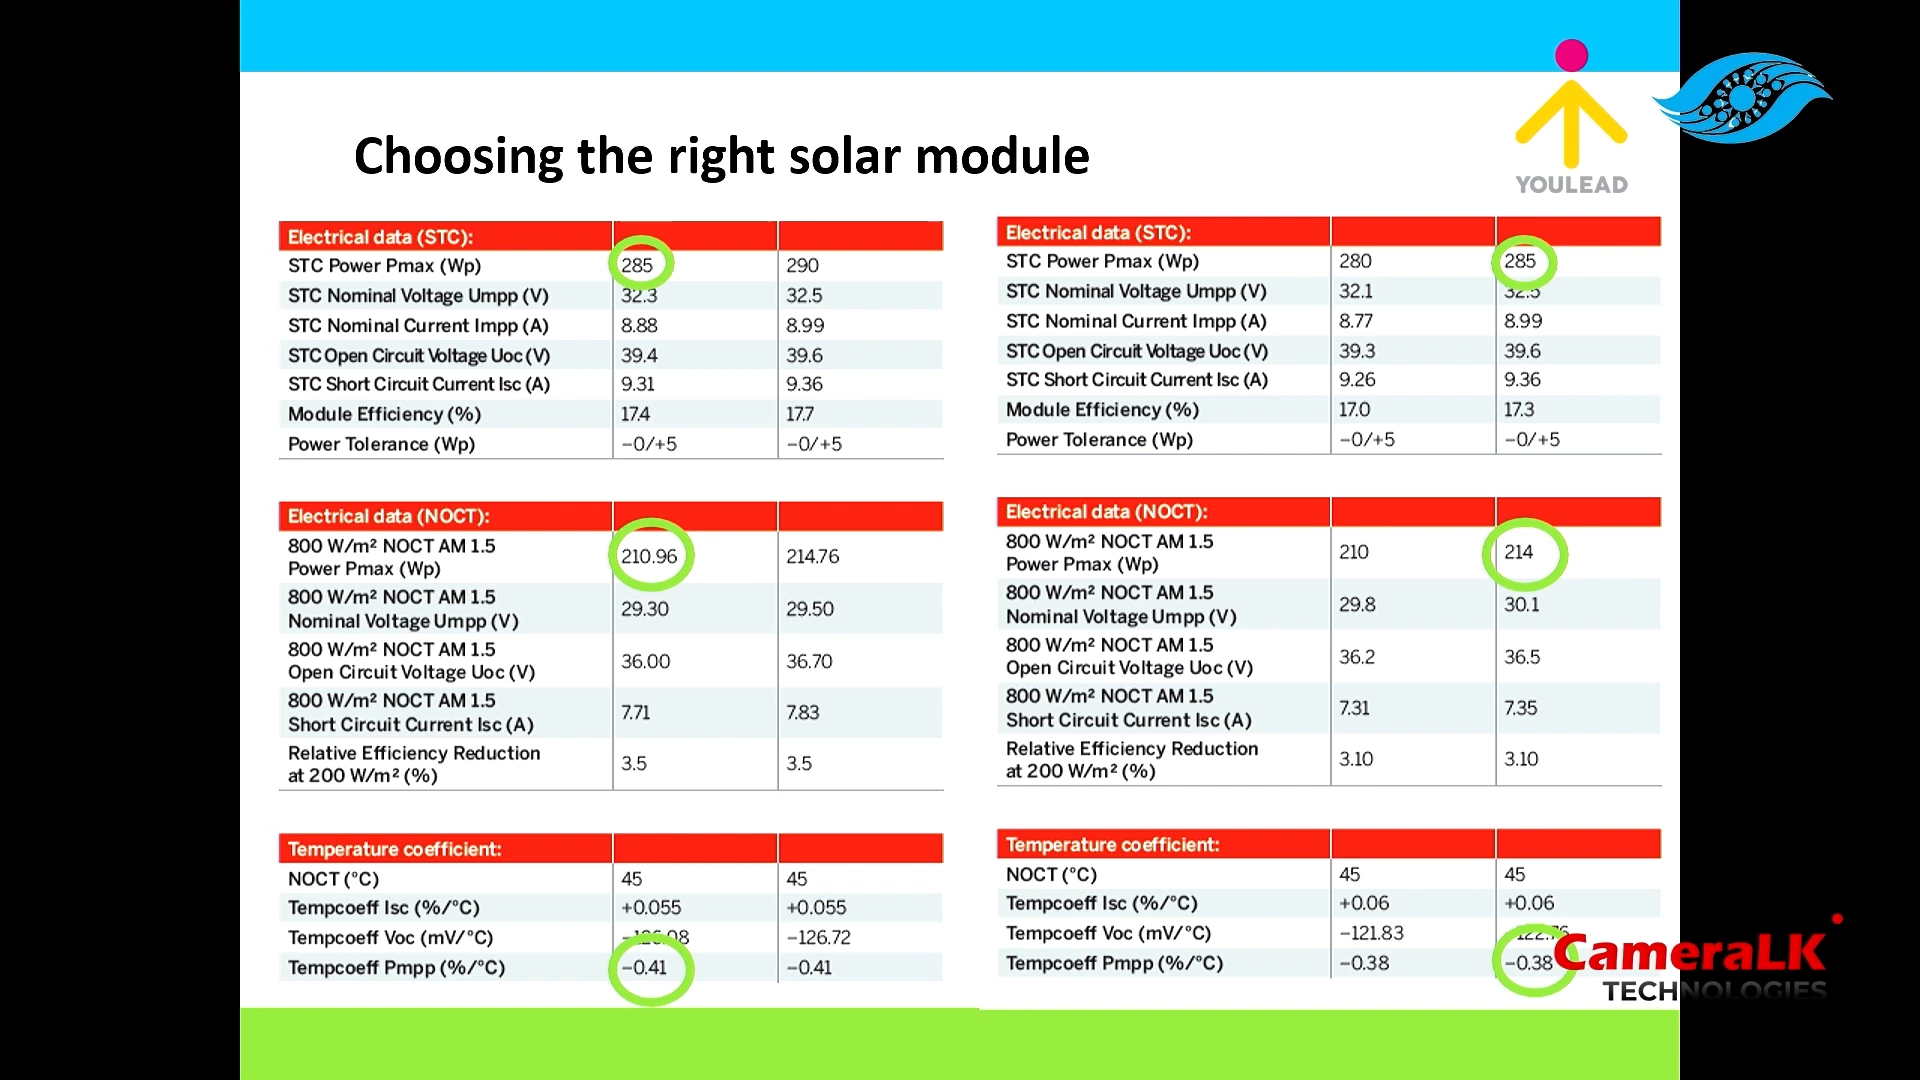 YOULEAD
Choosing the right solar module
Electrical data (STC):
STC Power Pmax (Wp) 285 290
STC Nominal Voltage Umpp (V) 32.3 32.5
STC Nominal Current Impp (A) 8.88 8.99
STC Open Circuit Voltage Uoc (V) 39.4 39.6
STC Short Circuit Current Isc (A) 9.31 9.36
Module Efficiency (%) 17.4 17.7
Power Tolerance (Wp) −0/+5 −0/+5
Electrical data (NOCT):
800 W/m² NOCT AM 1.5
Power Pmax (Wp) 210.96 214.76
800 W/m² NOCT AM 1.5
Nominal Voltage Umpp (V) 29.30 29.50
800 W/m² NOCT AM 1.5
Open Circuit Voltage Uoc (V) 36.00 36.70
800 W/m² NOCT AM 1.5
Short Circuit Current Isc (A) 7.71 7.83
Relative Efficiency Reduction
at 200 W/m² (%) 3.5 3.5
Temperature coefficient:
NOCT (°C) 45 45
Tempcoeff Isc (%/°C) +0.055 +0.055
Tempcoeff Voc (mV/°C) −126.72
Tempcoeff Pmpp (%/°C) −0.41 −0.41
Electrical data (STC):
STC Power Pmax (Wp) 280 285
STC Nominal Voltage Umpp (V) 32.1 32.5
STC Nominal Current Impp (A) 8.77 8.99
STC Open Circuit Voltage Uoc (V) 39.3 39.6
STC Short Circuit Current Isc (A) 9.26 9.36
Module Efficiency (%) 17.0 17.3
Power Tolerance (Wp) −0/+5 −0/+5
Electrical data (NOCT):
800 W/m² NOCT AM 1.5
Power Pmax (Wp) 210 214
800 W/m² NOCT AM 1.5
Nominal Voltage Umpp (V) 29.8 30.1
800 W/m² NOCT AM 1.5
Open Circuit Voltage Uoc (V) 36.2 36.5
800 W/m² NOCT AM 1.5
Short Circuit Current Isc (A) 7.31 7.35
Relative Efficiency Reduction
at 200 W/m² (%) 3.10 3.10
Temperature coefficient:
NOCT (°C) 45 45
Tempcoeff Isc (%/°C) +0.06 +0.06
Tempcoeff Voc (mV/°C) −121.83
Tempcoeff Pmpp (%/°C) −0.38 −0.38
CameraLK
TECHNOLOGIES